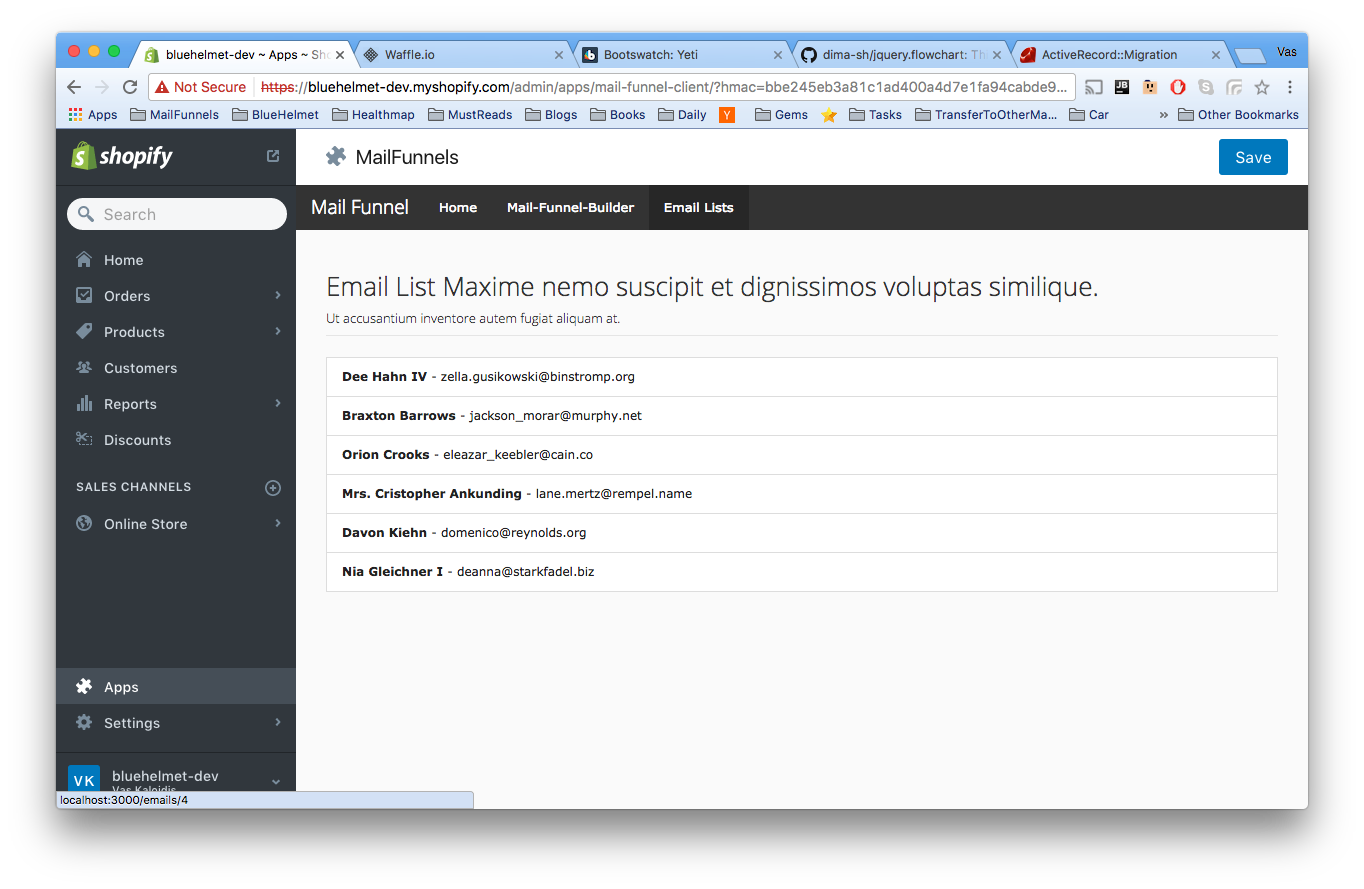 bluehelmet-dev ~ Apps ~ Sho
Waffle.io
Bootswatch: Yeti
dima-sh/jquery.flowchart: Th
ActiveRecord::Migration
Vas
Not Secure https://bluehelmet-dev.myshopify.com/admin/apps/mail-funnel-client/?hmac=bbe245eb3a81c1ad400a4d7e1fa94cabde9...
Apps MailFunnels BlueHelmet Healthmap MustReads Blogs Books Daily Y Gems Tasks TransferToOtherMa... Car » Other Bookmarks
shopify
MailFunnels
Save
Search
Mail Funnel Home Mail-Funnel-Builder Email Lists
Home
Orders
Products
Customers
Reports
Discounts
SALES CHANNELS
Online Store
Apps
Settings
VK
bluehelmet-dev
Vas Kaloidis
localhost:3000/emails/4
Email List Maxime nemo suscipit et dignissimos voluptas similique.
Ut accusantium inventore autem fugiat aliquam at.
Dee Hahn IV - zella.gusikowski@binstromp.org
Braxton Barrows - jackson_morar@murphy.net
Orion Crooks - eleazar_keebler@cain.co
Mrs. Cristopher Ankunding - lane.mertz@rempel.name
Davon Kiehn - domenico@reynolds.org
Nia Gleichner I - deanna@starkfadel.biz